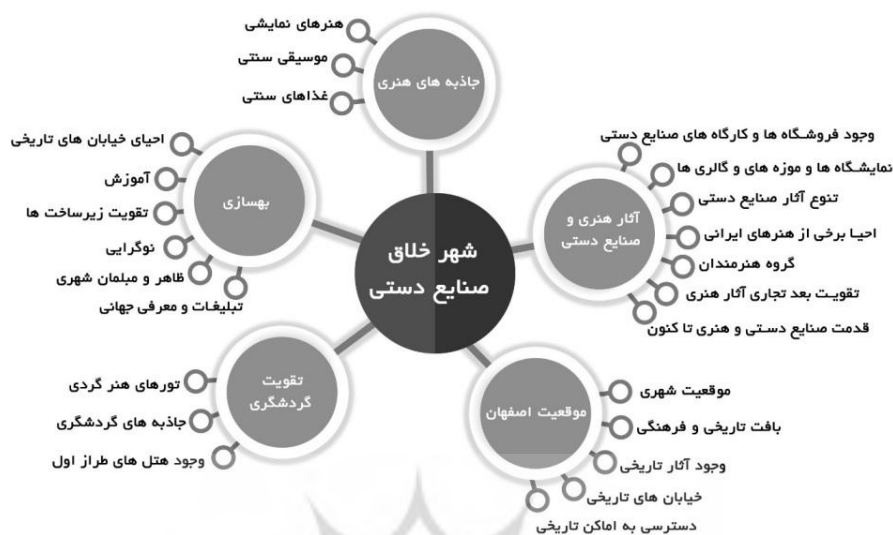 هنرهای نمایشی
موسیقی سنتی
غذاهای سنتی
جاذبه های هنری
وجود فروشگاه ها و کارگاه های صنایع دستی
نمایشگاه ها و موزه های و گالری ها
تنوع آثار صنایع دستی
احیا برخی از هنرهای ایرانی
گروه هنرمندان
تقویت بعد تجاری آثار هنری
قدمت صنایع دستی و هنری تا کنون
آثار هنری و
صنایع دستی
احیای خیابان های تاریخی
آموزش
تقویت زیرساخت ها
نوگرایی
ظاهر و مبلمان شهری
تبلیغات و معرفی جهانی
بهسازی
شهر خلاق
صنایع دستی
موقعیت شهری
بافت تاریخی و فرهنگی
وجود آثار تاریخی
خیابان های تاریخی
دسترسی به اماکن تاریخی
موقعیت اصفهان
تقویت
گردشگری
تورهای هنر گردی
جاذبه های گردشگری
وجود هتل های طراز اول